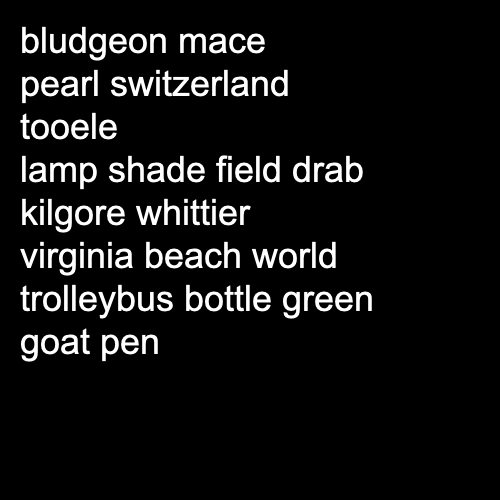 bludgeon mace
pearl switzerland
tooele
lamp shade field drab
kilgore whittier
virginia beach world
trolleybus bottle green
goat pen